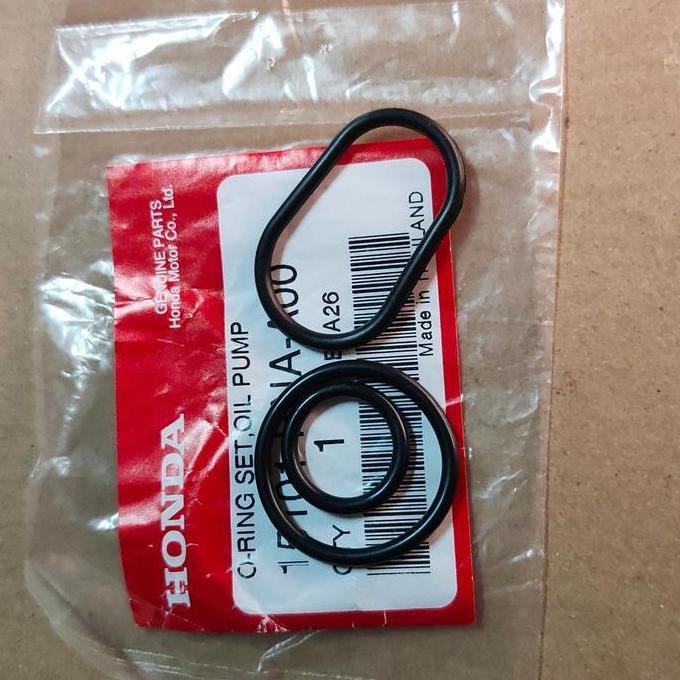 GENUINE PARTS
Honda Motor Co., Ltd.
HONDA
O-RING SET,OIL PUMP
1
A26
Made in